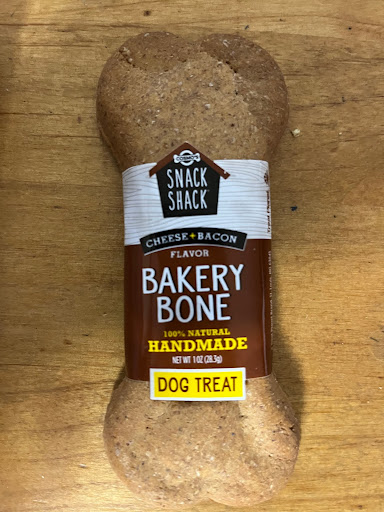 SNACK
SHACK
CHEESE + BACON
FLAVOR
BAKERY
BONE
100% NATURAL
HANDMADE
NET WT 1 OZ (28.3g)
DOG TREAT